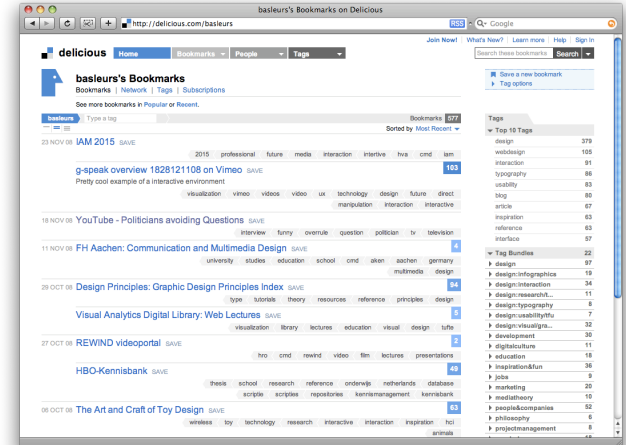 basleurs's Bookmarks on Delicious
http://delicious.com/basleurs
RSS
Google
Join Now! | What's New? | Learn more | Help | Sign In
delicious
Home
Bookmarks
People
Tags
Search these bookmarks
Search
basleurs's Bookmarks
Bookmarks | Network | Tags | Subscriptions
See more bookmarks in Popular or Recent.
Save a new bookmark
Tag options
basleurs
Type a tag
Bookmarks 577
Sorted by Most Recent
23 NOV 08 IAM 2015 SAVE
2015 professional future media interaction intertive hva cmd iam
g-speak overview 1828121108 on Vimeo SAVE 103
Pretty cool example of a interactive environment
visualization vimeo videos video ux technology design future direct
manipulation interaction interactive
18 NOV 08 YouTube - Politicians avoiding Questions SAVE
interview funny overrule question politician tv television
11 NOV 08 FH Aachen: Communication and Multimedia Design SAVE 4
university studies education school cmd aken aachen germany
multimedia design
29 OCT 08 Design Principles: Graphic Design Principles Index SAVE 94
type tutorials theory resources reference principles design
Visual Analytics Digital Library: Web Lectures SAVE 5
visualization library lectures education visual design tufte
27 OCT 08 REWIND videoportal SAVE 2
hro cmd rewind video film lectures presentations
HBO-Kennisbank SAVE 49
thesis school research reference onderwijs netherlands database
scriptie scripties repositories kennismanagement kennisbank
06 OCT 08 The Art and Craft of Toy Design SAVE 63
wireless toy technology research interactive interaction inspiration hci
animals
Tags
Top 10 Tags
design 379
webdesign 105
interaction 91
typography 86
usability 83
blog 80
article 67
inspiration 63
reference 63
interface 57
Tag Bundles 22
design 97
design:infographics 19
design:interaction 34
design:research/t... 11
design:typography 8
design:usability/tfu 7
design:visual/gra... 32
development 30
digitalculture 11
education 18
inspiration&fun 36
jobs 9
marketing 20
mediatheory 10
people&companies 52
philosophy 6
projectmanagement 8